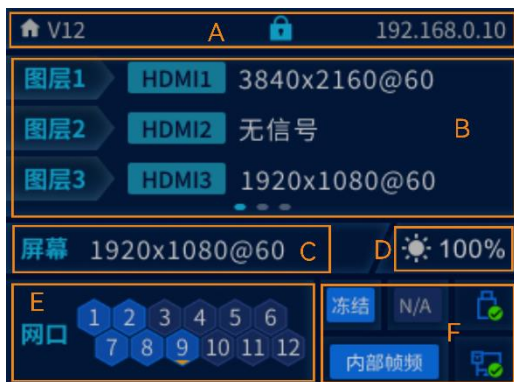 V12 A 192.168.0.10
图层1 HDMI1 3840x2160@60
图层2 HDMI2 无信号 B
图层3 HDMI3 1920x1080@60
屏幕 1920x1080@60 C D 100%
E 网口 1 2 3 4 5 6
7 8 9 10 11 12
冻结 N/A F
内部帧频